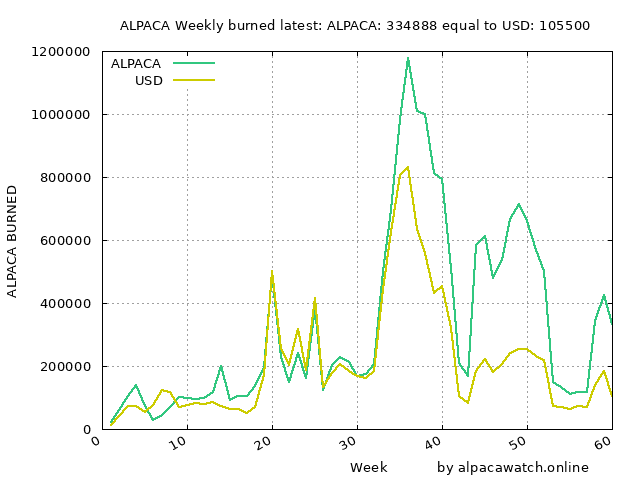 ALPACA Weekly burned latest: ALPACA: 334888 equal to USD: 105500
ALPACA
USD
ALPACA BURNED
1200000
1000000
800000
600000
400000
200000
0
0 10 20 30 40 50 60
Week by alpacawatch.online